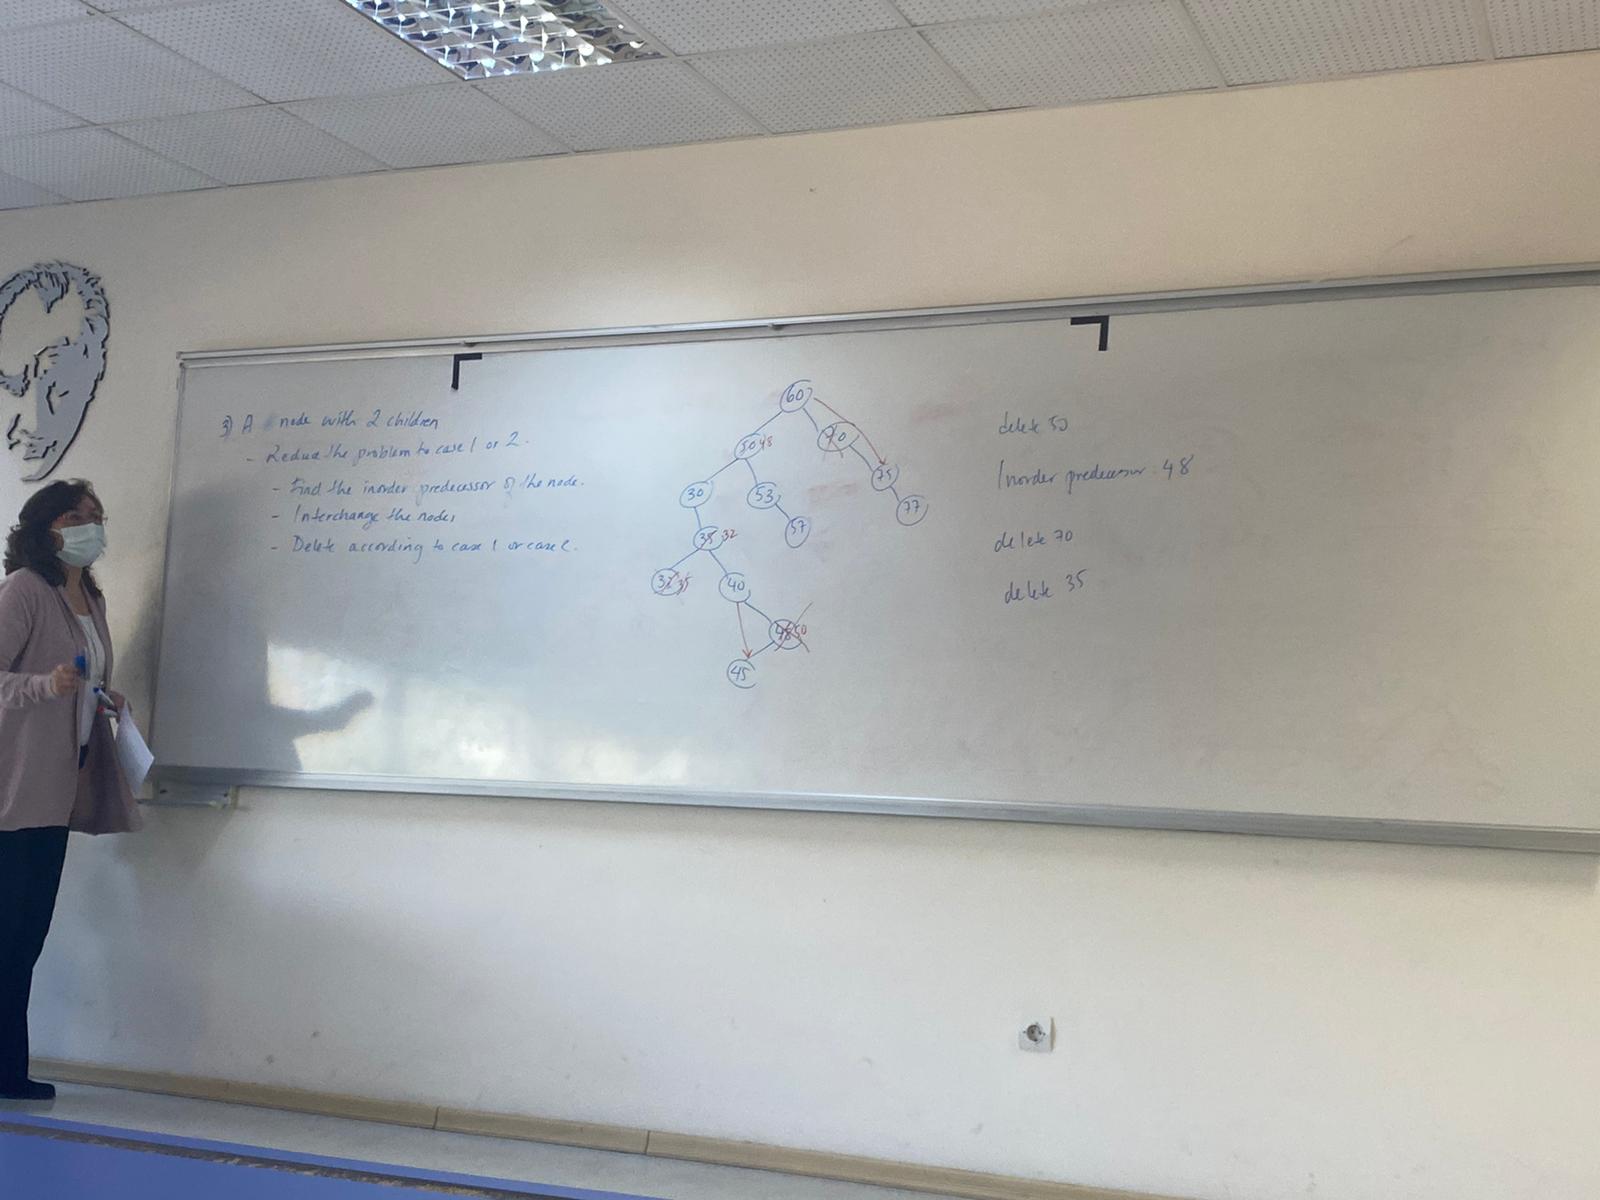 3) A node with 2 children
- Reduce the problem to case 1 or 2.
- Find the inorder predecessor of the node.
- Interchange the nodes
- Delete according to case 1 or case 2.
60
50 48
70
30
53
75
77
35 32
57
32 35
40
48 50
45
delete 50
Inorder predecessor 48
delete 70
delete 35